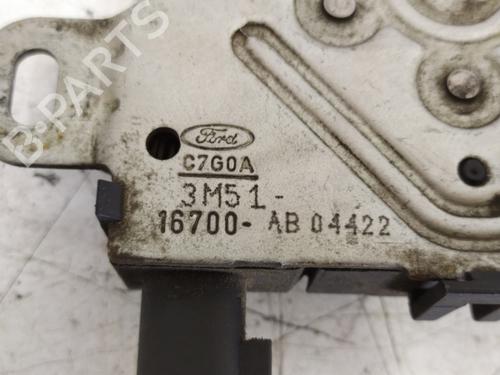 B-PARTS
Ford
C7G0A
3M51-
16700- AB 04422